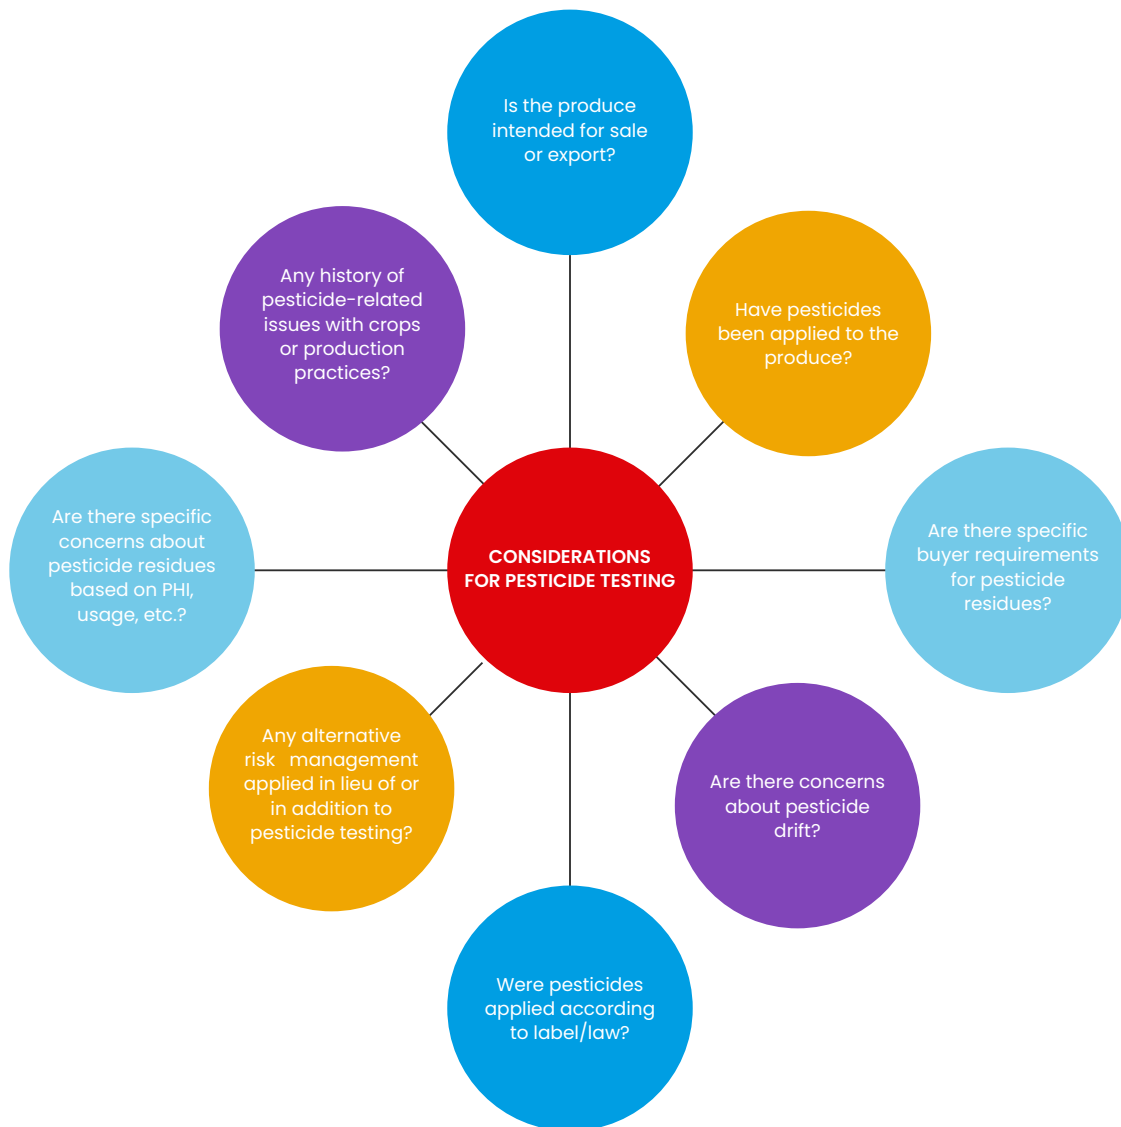 Is the produce
intended for sale
or export?
Any history of
pesticide-related
issues with crops
or production
practices?
Have pesticides
been applied to the
produce?
Are there specific
concerns about
pesticide residues
based on PHI,
usage, etc.?
CONSIDERATIONS
FOR PESTICIDE TESTING
Are there specific
buyer requirements
for pesticide
residues?
Any alternative
risk management
applied in lieu of or
in addition to
pesticide testing?
Are there concerns
about pesticide
drift?
Were pesticides
applied according
to label/law?